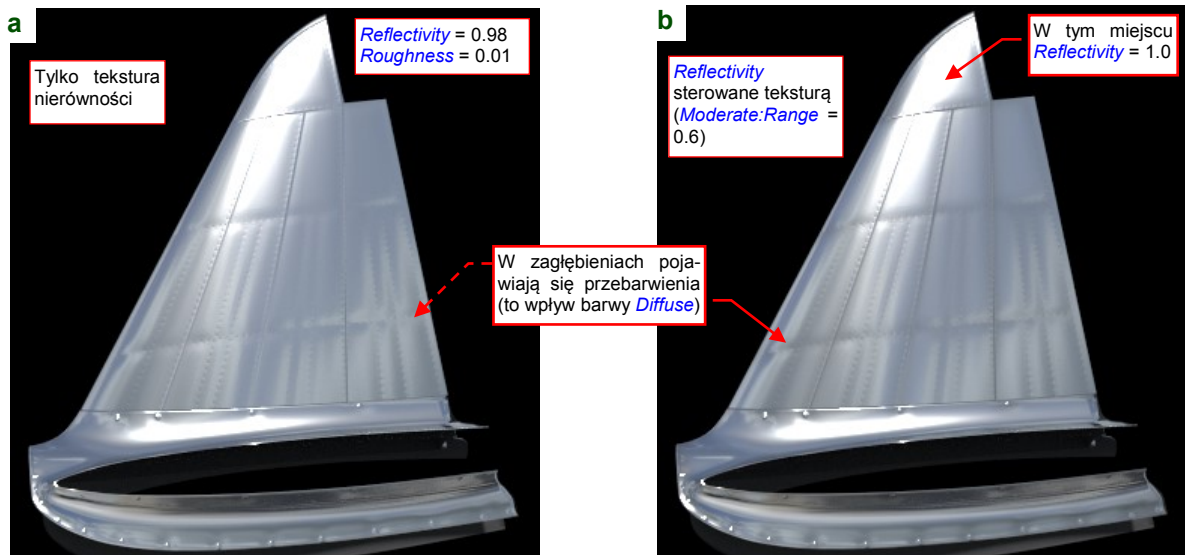 a
Tylko tekstura
nierówności
Reflectivity = 0.98
Roughness = 0.01
b
Reflectivity
sterowane teksturą
(Moderate:Range =
0.6)
W tym miejscu
Reflectivity = 1.0
W zagłębieniach poja-
wiają się przebarwienia
(to wpływ barwy Diffuse)